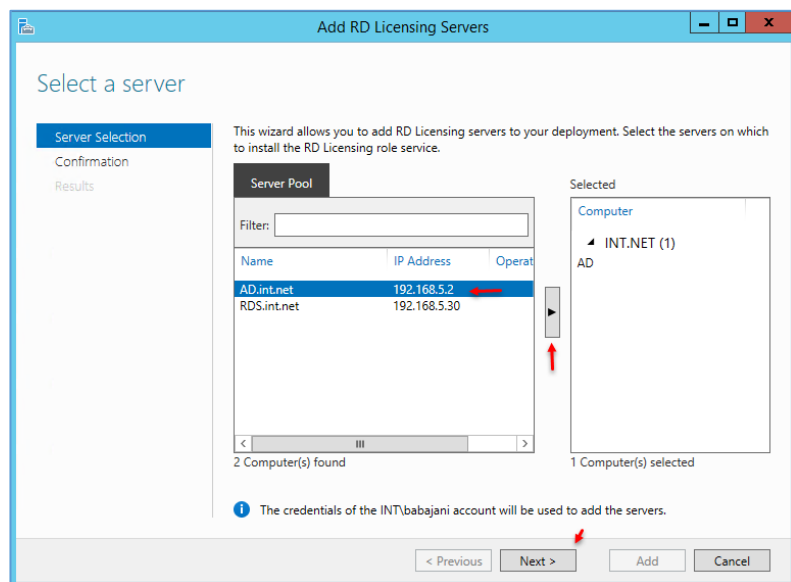 Add RD Licensing Servers
Select a server
Server Selection
Confirmation
Results
This wizard allows you to add RD Licensing servers to your deployment. Select the servers on which
to install the RD Licensing role service.
Server Pool
Filter:
Name IP Address Operat
AD.int.net 192.168.5.2
RDS.int.net 192.168.5.30
2 Computer(s) found
Selected
Computer
INT.NET (1)
AD
1 Computer(s) selected
The credentials of the INT\babajani account will be used to add the servers.
< Previous Next > Add Cancel